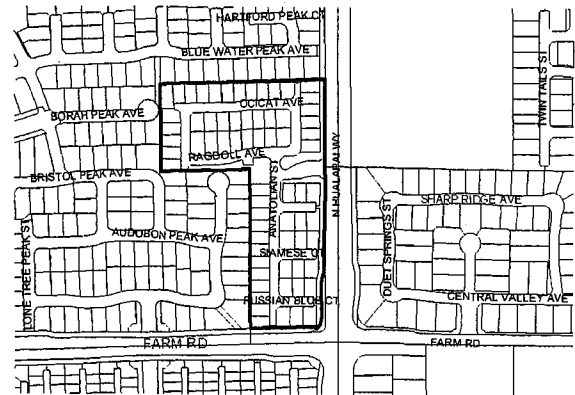 HARTFORD PEAK CT
BLUE WATER PEAK AVE
TWIN TAILS ST
OCICAT AVE
BORAH PEAK AVE
RAGDOLL AVE
BRISTOL PEAK AVE
ANATOLIAN ST
N HUALAPAI WY
SHARP RIDGE AVE
DUET SPRINGS ST
LONE TREE PEAK ST
AUDUBON PEAK AVE
SIAMESE CT
RUSSIAN BLUE CT
CENTRAL VALLEY AVE
FARM RD
FARM RD